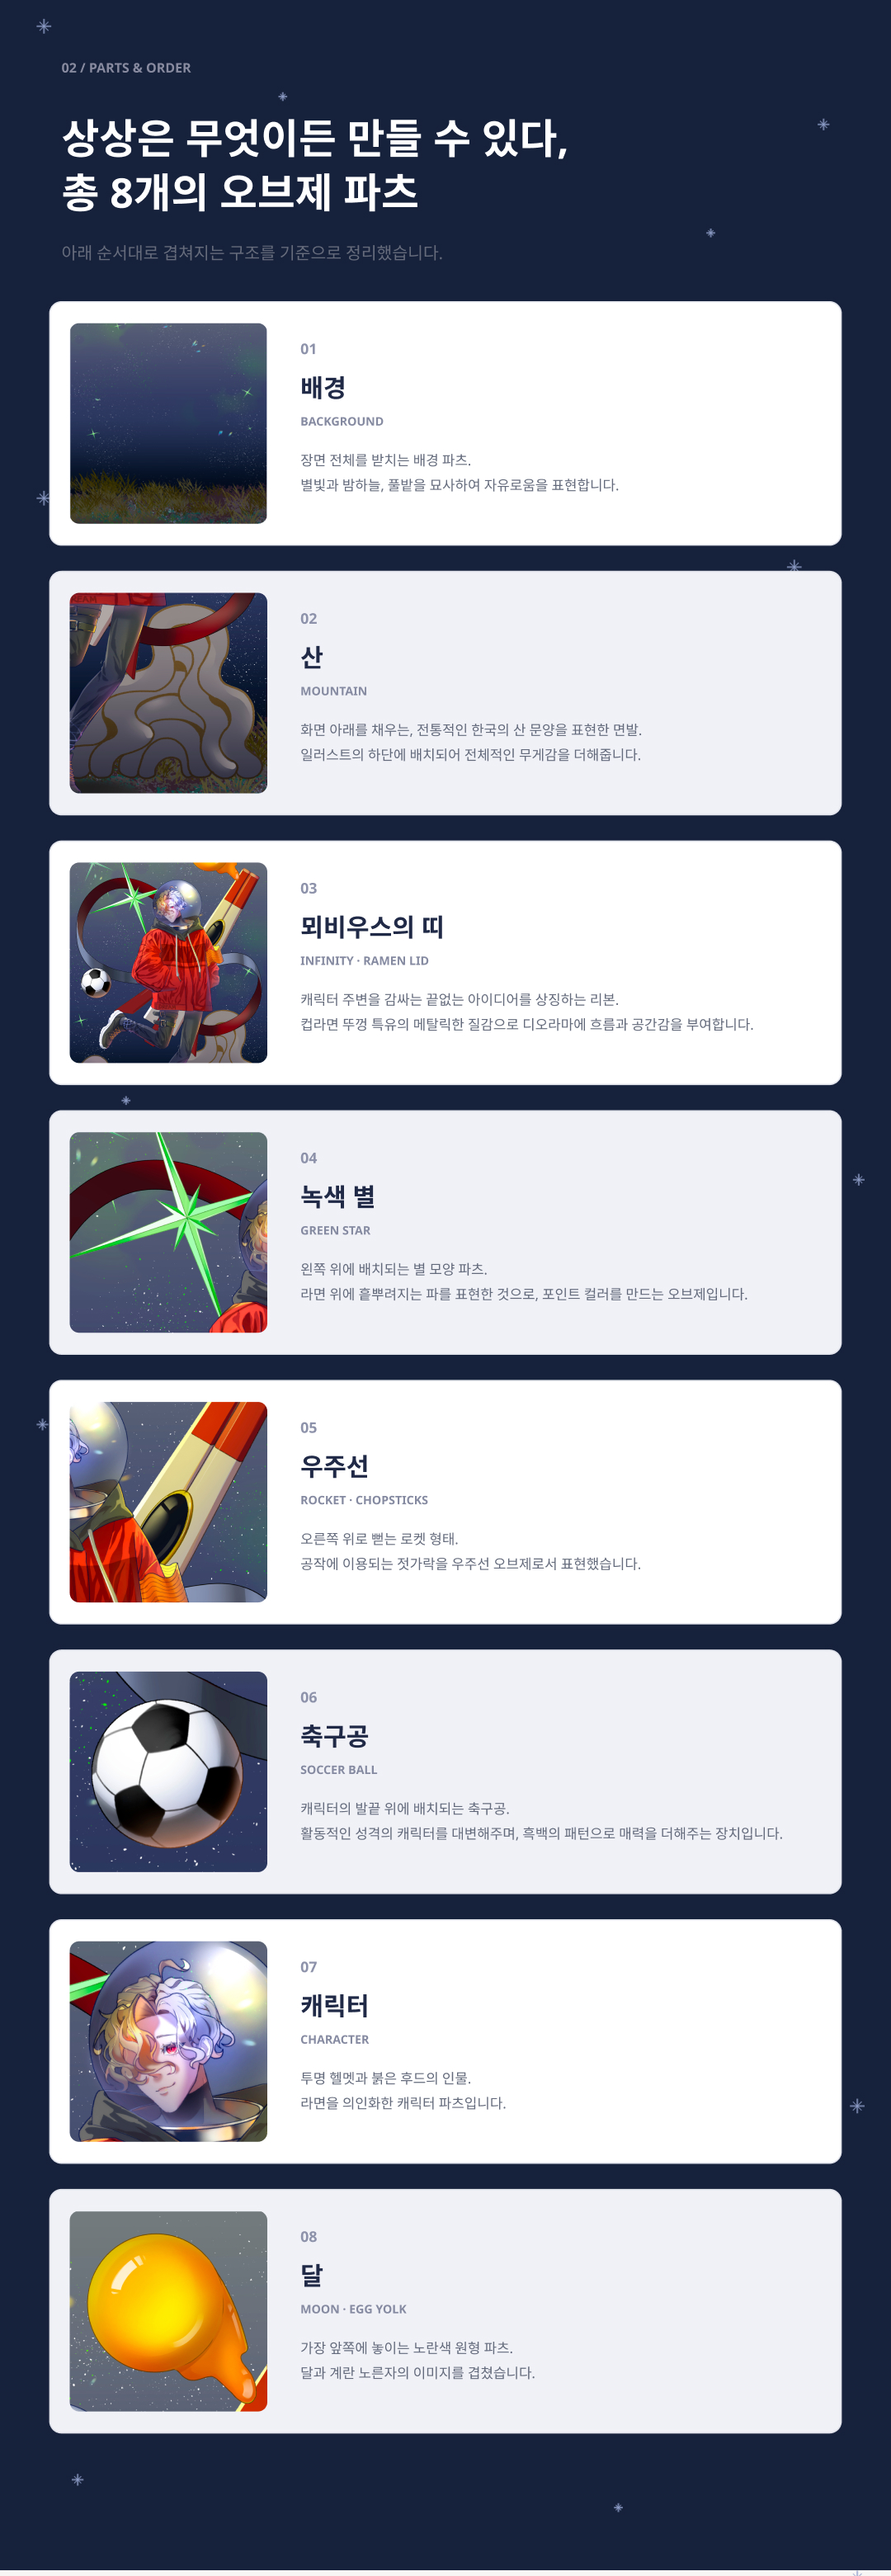 02 / PARTS & ORDER
상상은 무엇이든 만들 수 있다,
총 8개의 오브제 파츠
아래 순서대로 겹쳐지는 구조를 기준으로 정리했습니다.
01
배경
BACKGROUND
장면 전체를 받치는 배경 파츠.
별빛과 밤하늘, 풀밭을 묘사하여 자유로움을 표현합니다.
02
산
MOUNTAIN
화면 아래를 채우는, 전통적인 한국의 산 문양을 표현한 면발.
일러스트의 하단에 배치되어 전체적인 무게감을 더해줍니다.
03
뫼비우스의 띠
INFINITY · RAMEN LID
캐릭터 주변을 감싸는 끝없는 아이디어를 상징하는 리본.
컵라면 뚜껑 특유의 메탈릭한 질감으로 디오라마에 흐름과 공간감을 부여합니다.
04
녹색 별
GREEN STAR
왼쪽 위에 배치되는 별 모양 파츠.
라면 위에 흩뿌려지는 파를 표현한 것으로, 포인트 컬러를 만드는 오브제입니다.
05
우주선
ROCKET · CHOPSTICKS
오른쪽 위로 뻗는 로켓 형태.
공작에 이용되는 젓가락을 우주선 오브제로서 표현했습니다.
06
축구공
SOCCER BALL
캐릭터의 발끝 위에 배치되는 축구공.
활동적인 성격의 캐릭터를 대변해주며, 흑백의 패턴으로 매력을 더해주는 장치입니다.
07
캐릭터
CHARACTER
투명 헬멧과 붉은 후드의 인물.
라면을 의인화한 캐릭터 파츠입니다.
08
달
MOON · EGG YOLK
가장 앞쪽에 놓이는 노란색 원형 파츠.
달과 계란 노른자의 이미지를 겹쳤습니다.